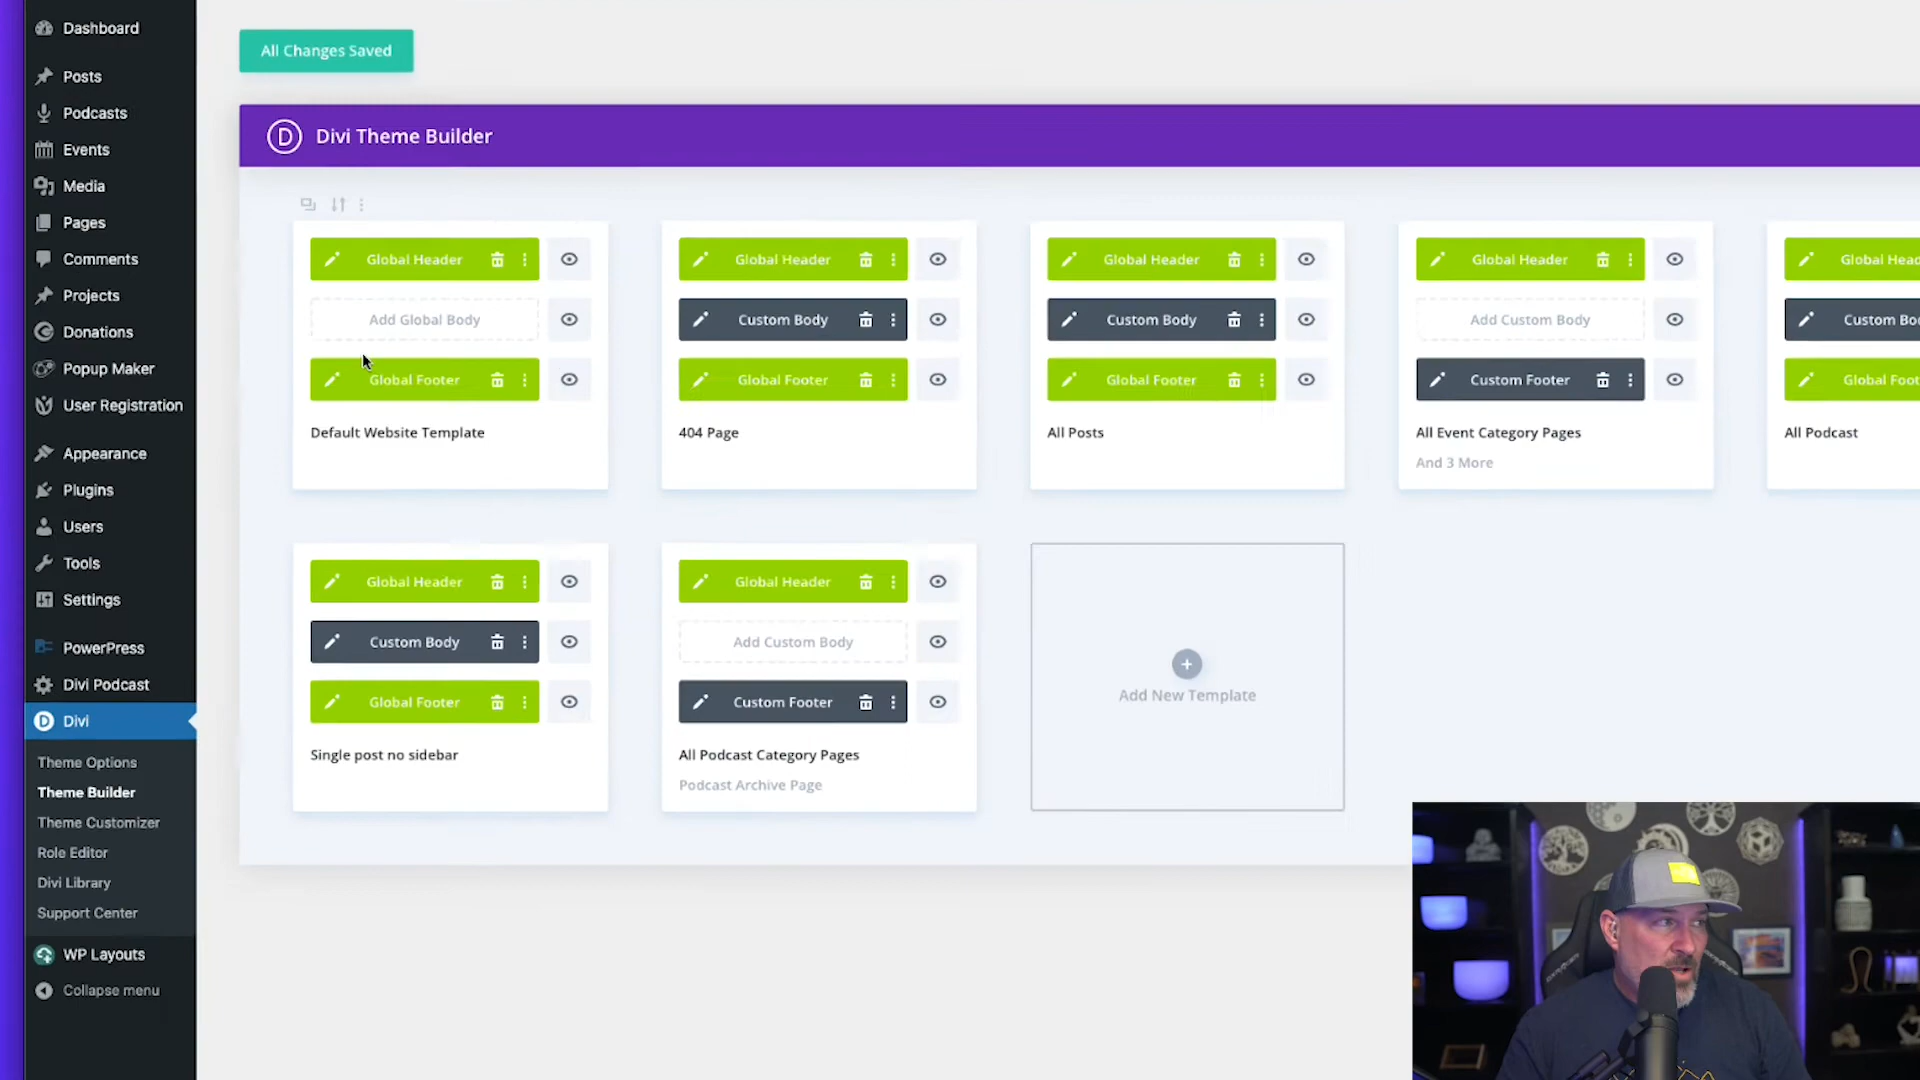 Dashboard
Posts
Podcasts
Events
Media
Pages
Comments
Projects
Donations
Popup Maker
User Registration
Appearance
Plugins
Users
Tools
Settings
PowerPress
Divi Podcast
Divi
Theme Options
Theme Builder
Theme Customizer
Role Editor
Divi Library
Support Center
WP Layouts
Collapse menu
All Changes Saved
D Divi Theme Builder
Global Header
Add Global Body
Global Footer
Default Website Template
Global Header
Custom Body
Global Footer
404 Page
Global Header
Custom Body
Global Footer
All Posts
Global Header
Add Custom Body
Custom Footer
All Event Category Pages
And 3 More
Global Head
Custom Bo
Global Foot
All Podcast
Global Header
Custom Body
Global Footer
Single post no sidebar
Global Header
Add Custom Body
Custom Footer
All Podcast Category Pages
Podcast Archive Page
Add New Template